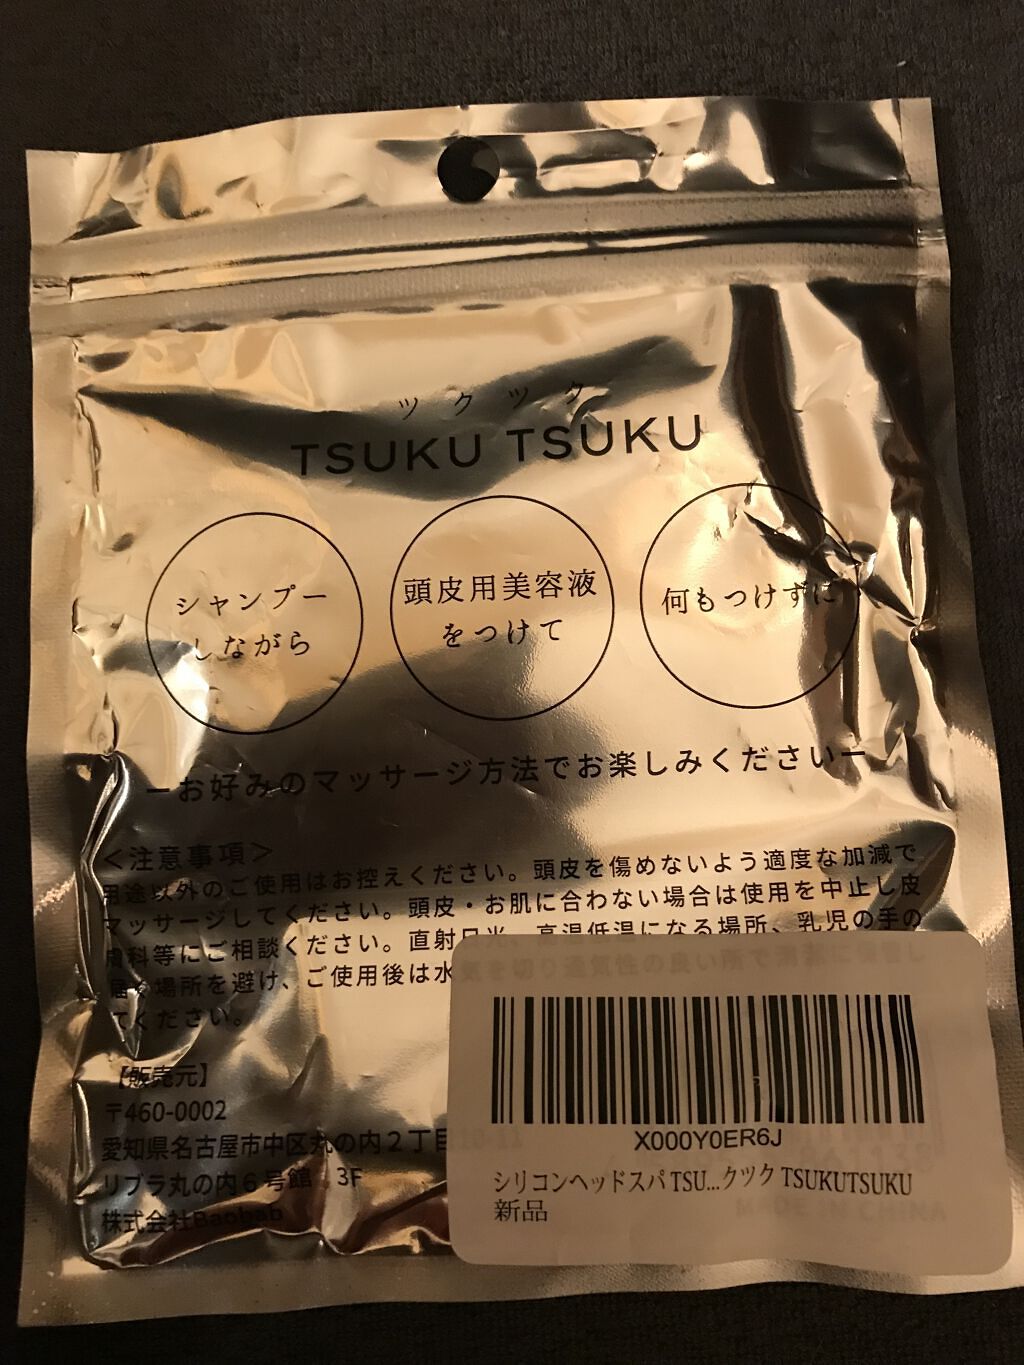 ツクツク
TSUKU TSUKU
シャンプー
しながら
頭皮用美容液
をつけて
何もつけずに
ーお好みのマッサージ方法でお楽しみくださいー
＜注意事項＞
用途以外のご使用はお控えください。頭皮を傷めないよう適度な加減で
マッサージしてください。頭皮・お肌に合わない場合は使用を中止し皮
膚科等にご相談ください。直射日光、高温低温になる場所、乳児の手の
届く場所を避け、ご使用後は水気を切り通気性の良い所で清潔に保管し
てください。
【販売元】
〒460-0002
愛知県名古屋市中区丸の内2丁目10-11
リブラ丸の内6号館 3F
株式会社Baobab
X000Y0ER6J
シリコンヘッドスパ TSU...クツク TSUKUTSUKU
新品
MADE IN CHINA